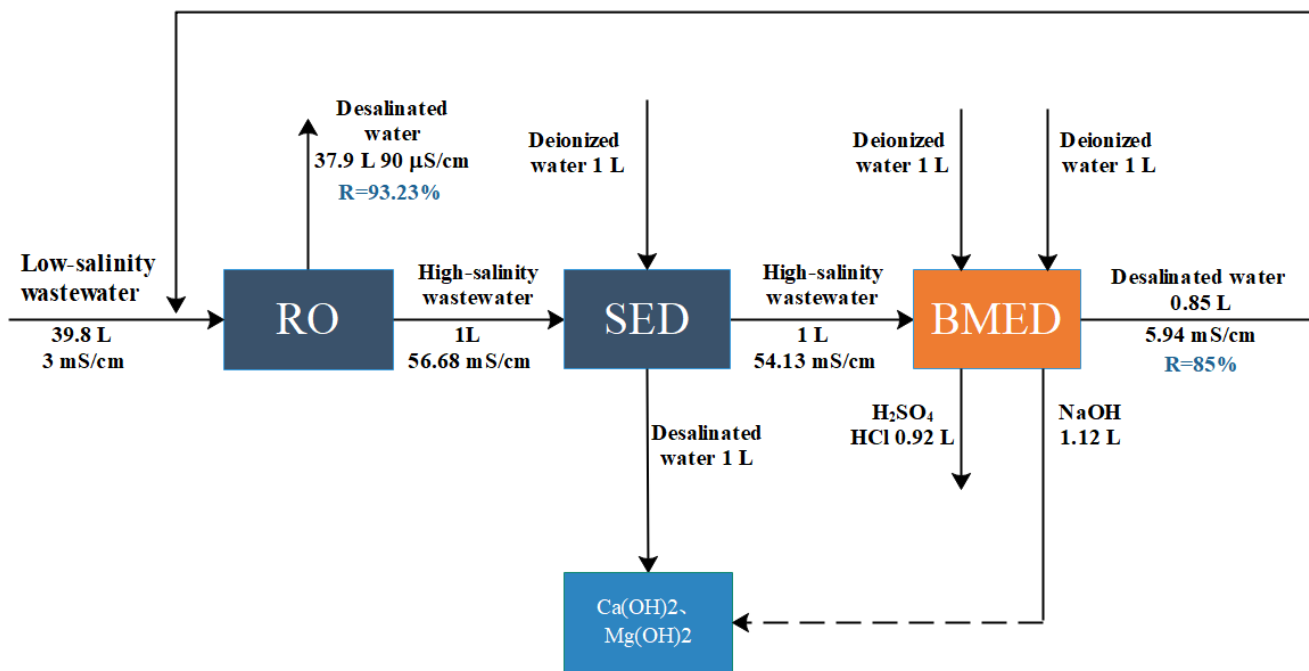 Desalinated
water
37.9 L 90 μS/cm
R=93.23%
Deionized
water 1 L
Deionized
water 1 L
Deionized
water 1 L
Low-salinity
wastewater
39.8 L
3 mS/cm
RO
High-salinity
wastewater
1L
56.68 mS/cm
SED
High-salinity
wastewater
1 L
54.13 mS/cm
BMED
Desalinated water
0.85 L
5.94 mS/cm
R=85%
H₂SO₄
HCl 0.92 L
NaOH
1.12 L
Desalinated
water 1 L
Ca(OH)2、
Mg(OH)2